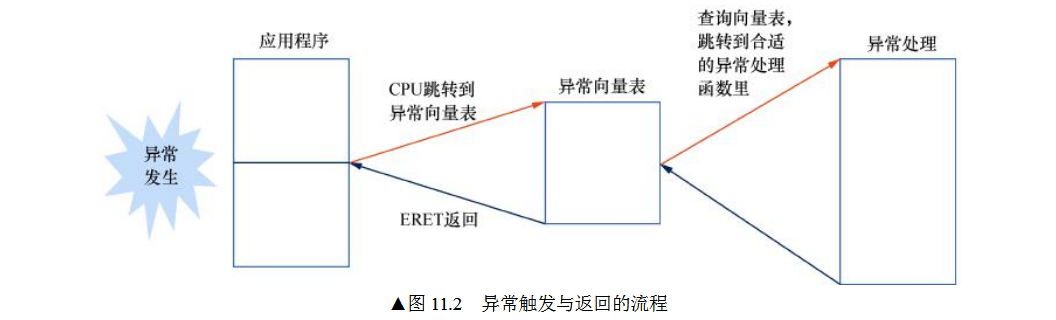 应用程序
异常
发生
CPU跳转到
异常向量表
ERET返回
异常向量表
查询向量表，
跳转到合适
的异常处理
函数里
异常处理
▲图 11.2 异常触发与返回的流程